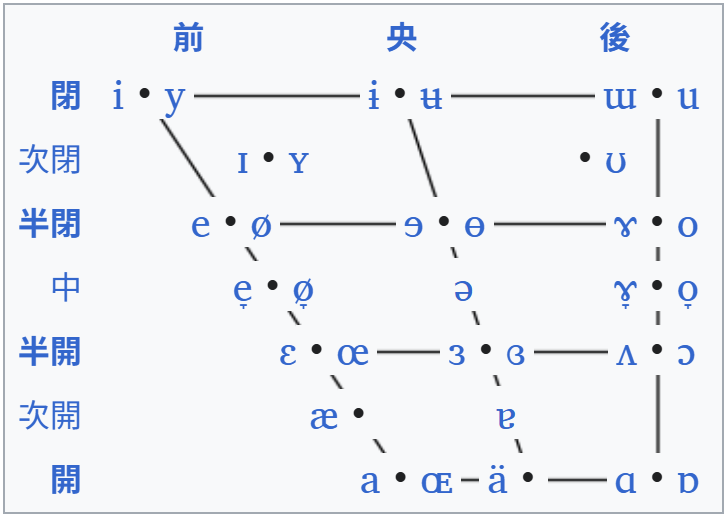 前 央 後
閉 i • y ɨ • ʉ ɯ • u
次閉 ɪ • ʏ • ʊ
半閉 e • ø ɘ • ɵ ɤ • o
中 e̞ • ø̞ ə ɤ̞ • o̞
半開 ɛ • œ ɜ • ɞ ʌ • ɔ
次開 æ • ɐ
開 a • ɶ ä • ɑ • ɒ